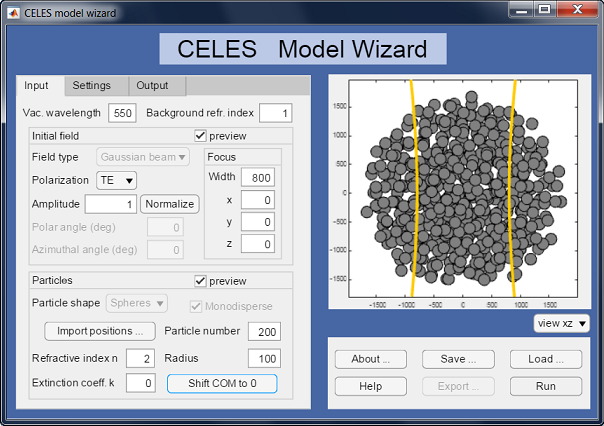 CELES model wizard
CELES Model Wizard
Input Settings Output
Vac. wavelength 550 Background refr. index 1
Initial field preview
Field type Gaussian beam
Focus
Polarization TE
Width 800
Amplitude 1 Normalize
x 0
Polar angle (deg) 0
y 0
Azimuthal angle (deg) 0
z 0
Particles preview
Particle shape Spheres Monodisperse
Import positions ... Particle number 200
Refractive index n 2 Radius 100
Extinction coeff. k 0 Shift COM to 0
1500
1000
500
0
-500
-1000
-1500
-1500 -1000 -500 0 500 1000 1500
view xz
About ... Save ... Load ...
Help Export ... Run